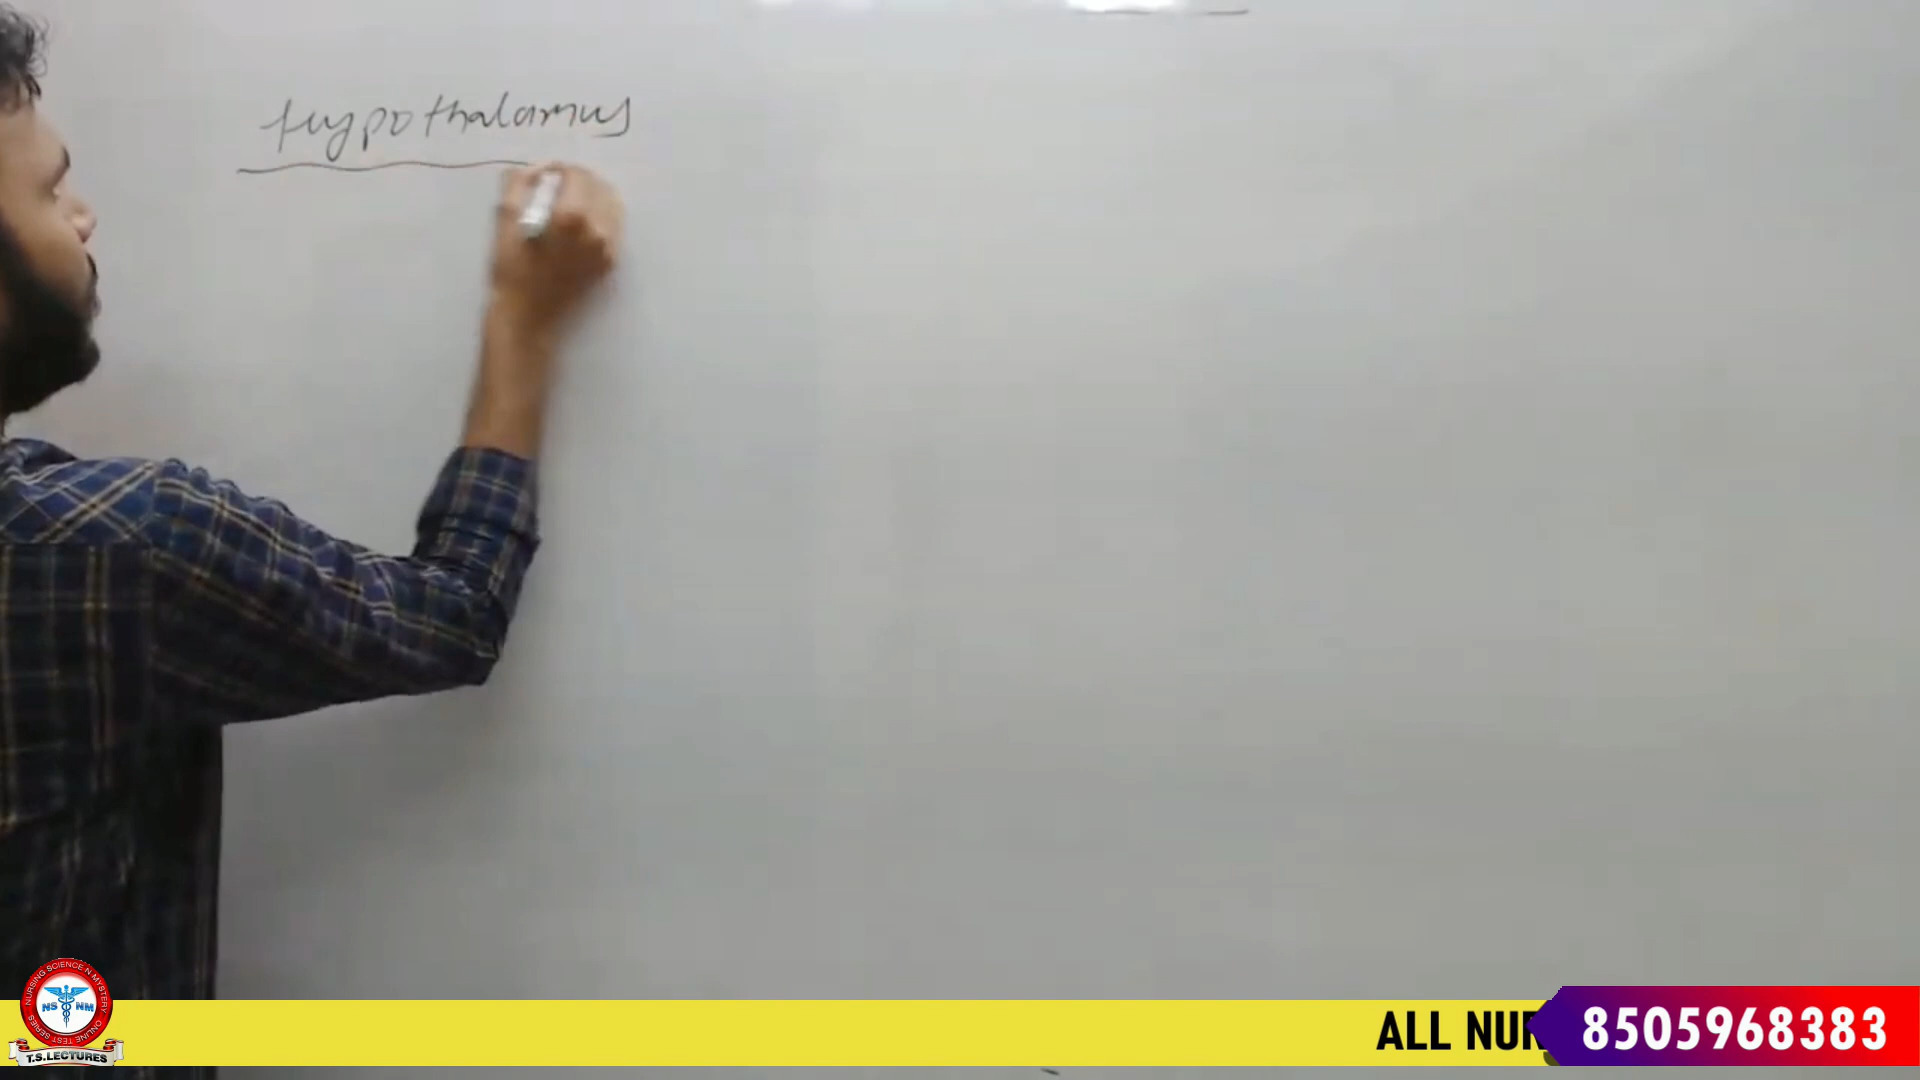 Hypothalamus
NURSING SCIENCE N MYSTERY
NS NM
ONLINE TEST SERIES
T.S.LECTURES
ALL NUR
8505968383